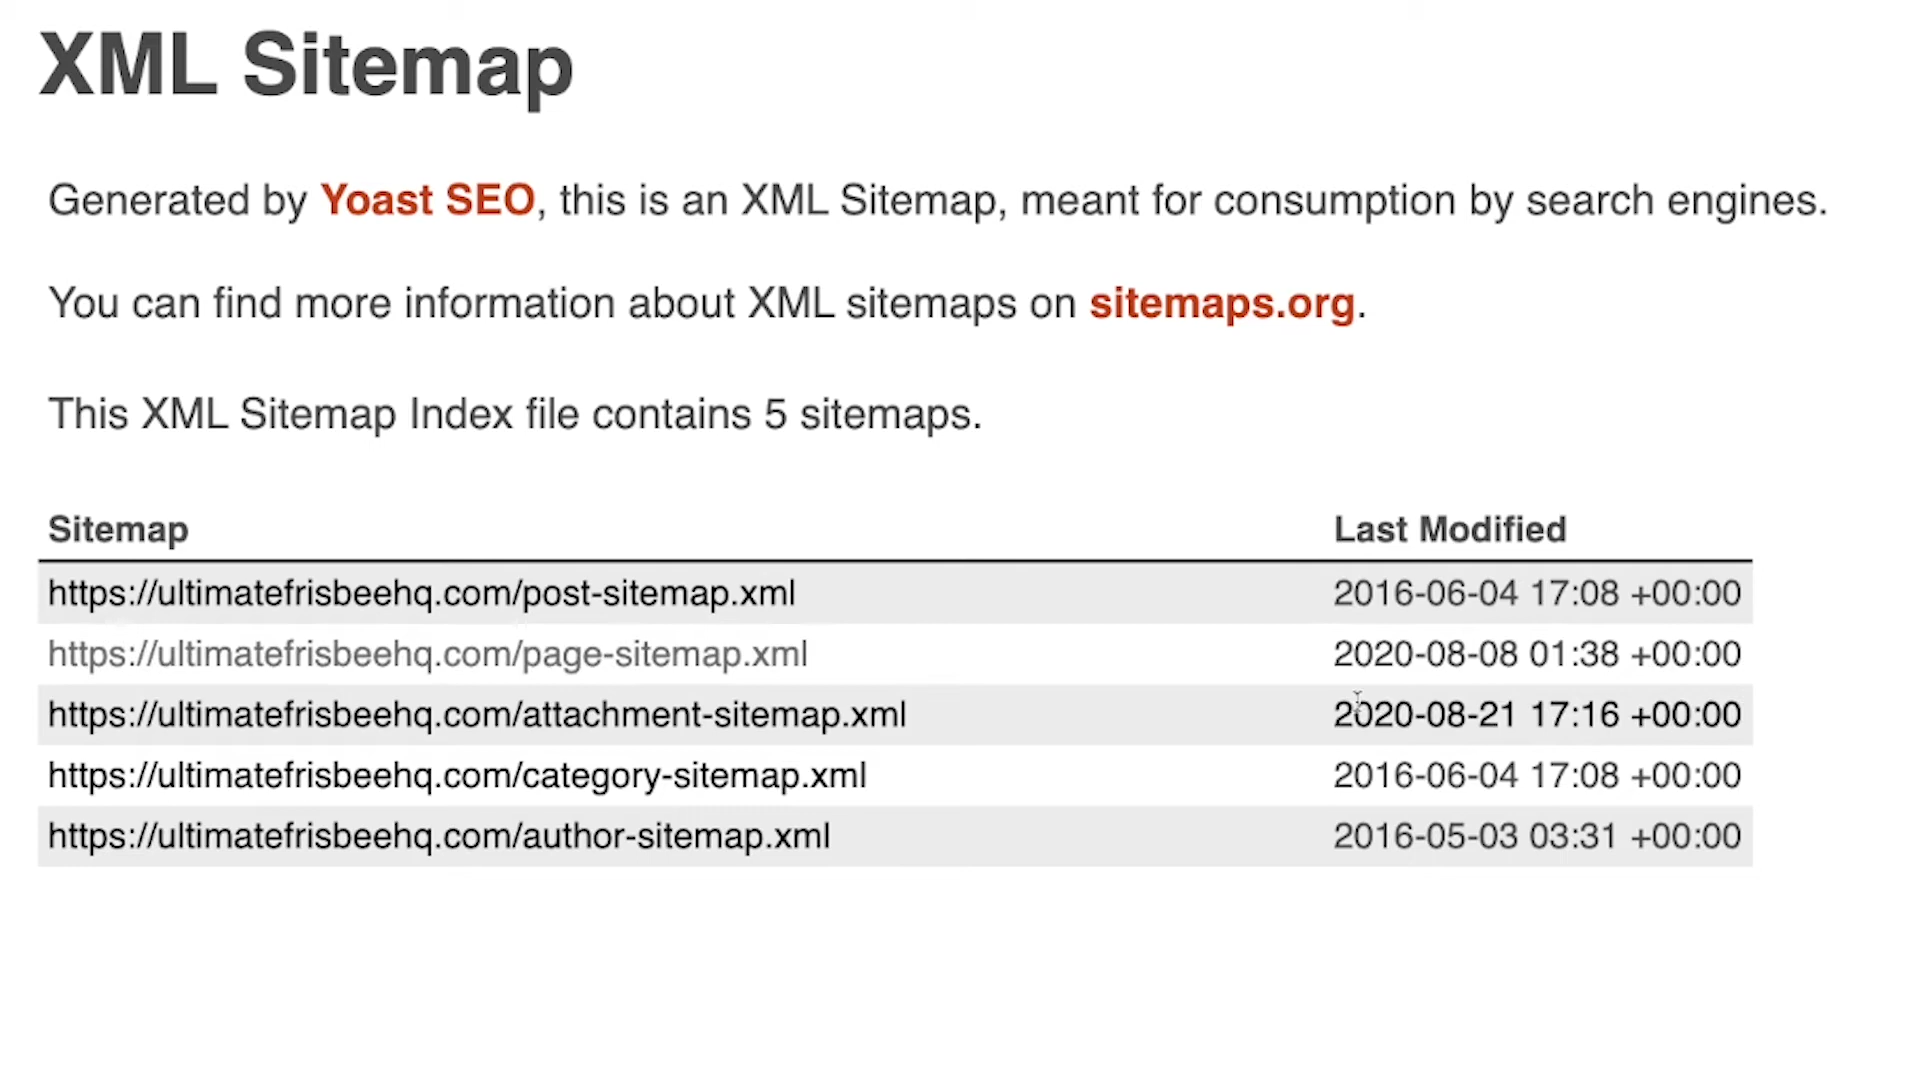 XML Sitemap
Generated by Yoast SEO, this is an XML Sitemap, meant for consumption by search engines.
You can find more information about XML sitemaps on sitemaps.org.
This XML Sitemap Index file contains 5 sitemaps.
Sitemap Last Modified
https://ultimatefrisbeehq.com/post-sitemap.xml 2016-06-04 17:08 +00:00
https://ultimatefrisbeehq.com/page-sitemap.xml 2020-08-08 01:38 +00:00
https://ultimatefrisbeehq.com/attachment-sitemap.xml 2020-08-21 17:16 +00:00
https://ultimatefrisbeehq.com/category-sitemap.xml 2016-06-04 17:08 +00:00
https://ultimatefrisbeehq.com/author-sitemap.xml 2016-05-03 03:31 +00:00